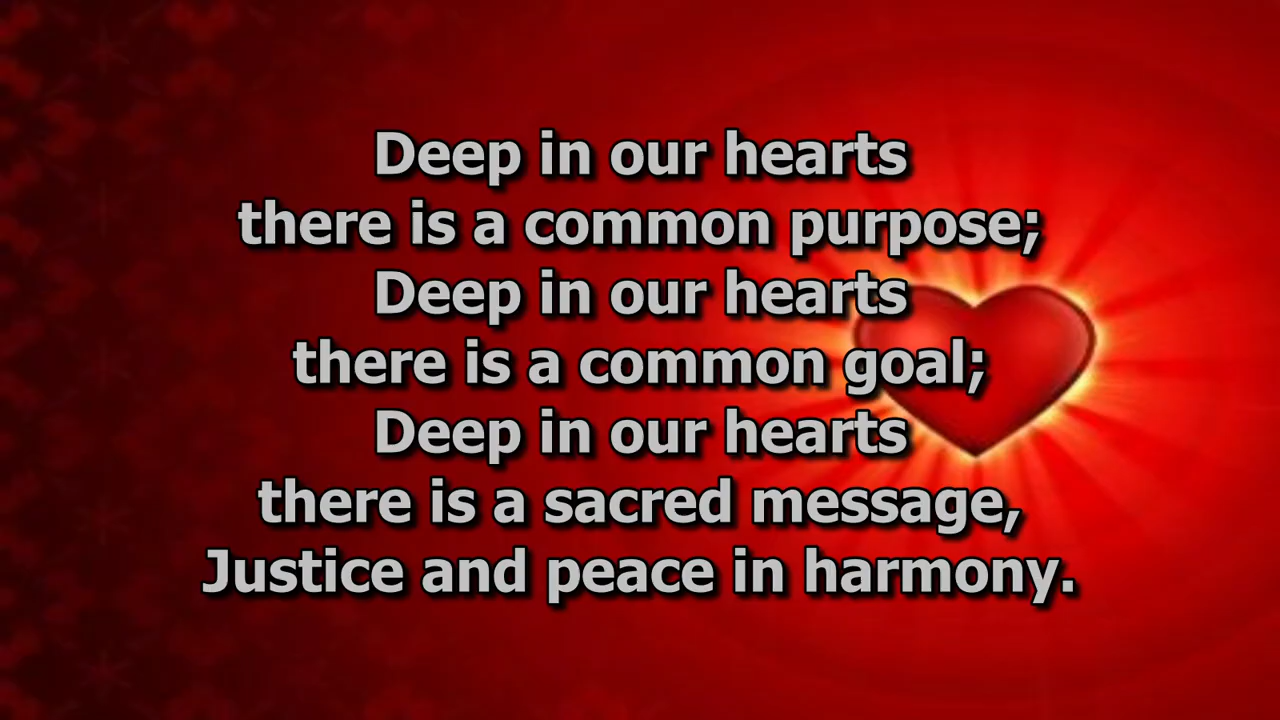 Deep in our hearts
there is a common purpose;
Deep in our hearts
there is a common goal;
Deep in our hearts
there is a sacred message,
Justice and peace in harmony.